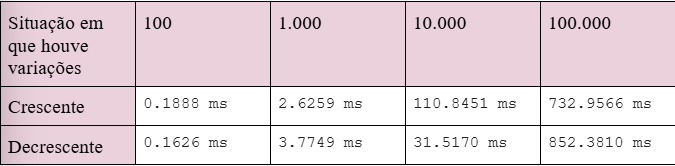 Situação em 100 1.000 10.000 100.000
que houve
variações
Crescente 0.1888 ms 2.6259 ms 110.8451 ms 732.9566 ms
Decrescente 0.1626 ms 3.7749 ms 31.5170 ms 852.3810 ms